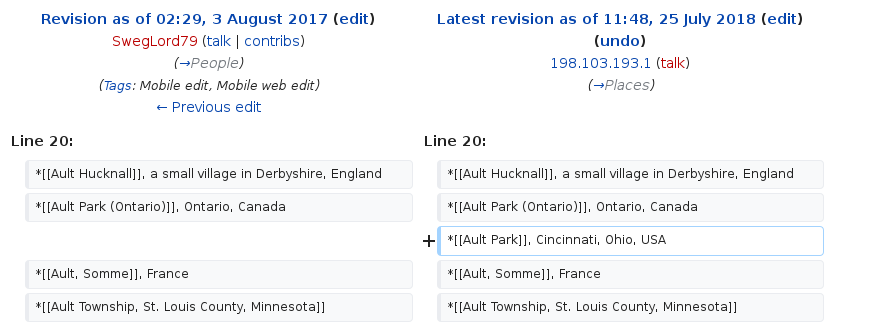 Revision as of 02:29, 3 August 2017 (edit)
SwegLord79 (talk | contribs)
(→People)
(Tags: Mobile edit, Mobile web edit)
← Previous edit
Latest revision as of 11:48, 25 July 2018 (edit)
(undo)
198.103.193.1 (talk)
(→Places)
Line 20:
Line 20:
*[[Ault Hucknall]], a small village in Derbyshire, England
*[[Ault Hucknall]], a small village in Derbyshire, England
*[[Ault Park (Ontario)]], Ontario, Canada
*[[Ault Park (Ontario)]], Ontario, Canada
+ *[[Ault Park]], Cincinnati, Ohio, USA
*[[Ault, Somme]], France
*[[Ault, Somme]], France
*[[Ault Township, St. Louis County, Minnesota]]
*[[Ault Township, St. Louis County, Minnesota]]